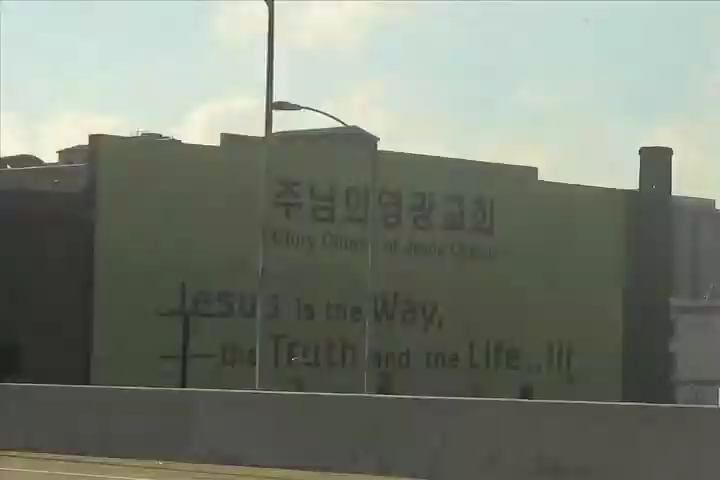 주님의영광교회
Glory Church of Jesus Christ
Jesus is the Way,
the Truth and the Life..!!!